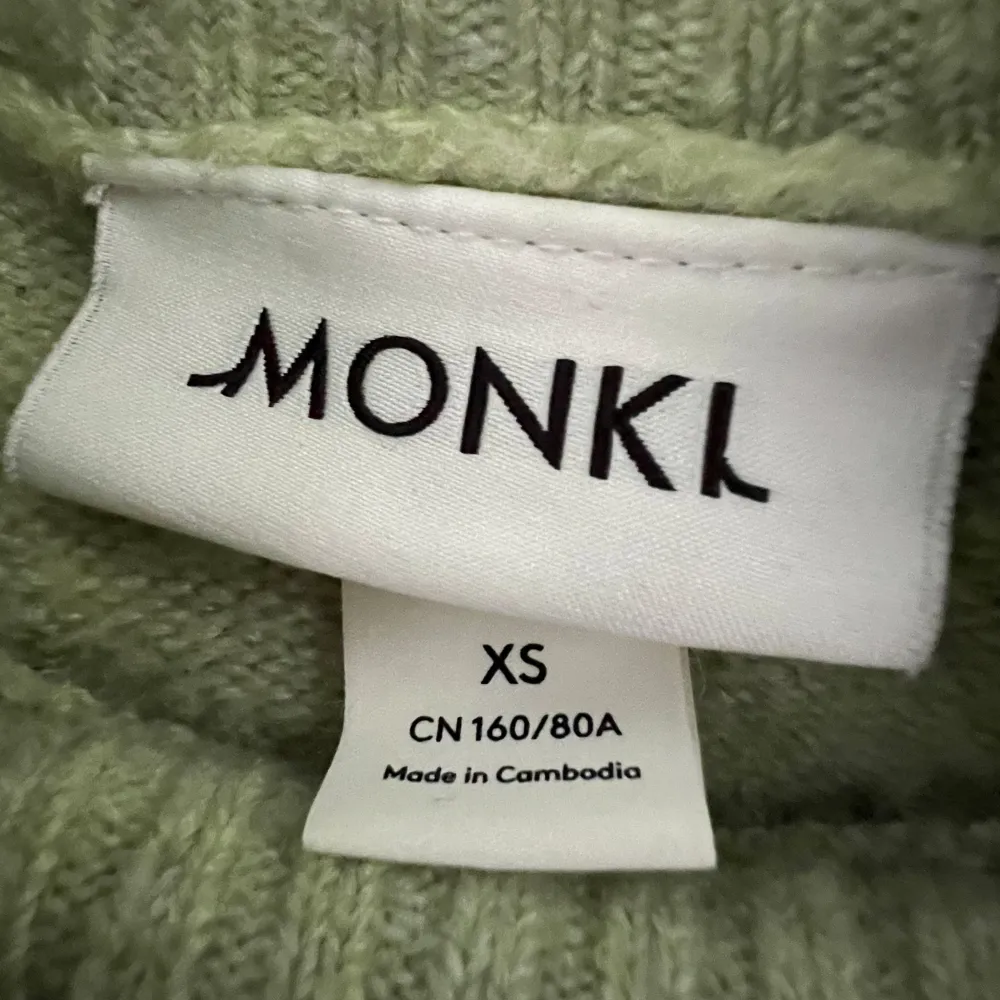 MONKI
XS
CN 160/80A
Made in Cambodia